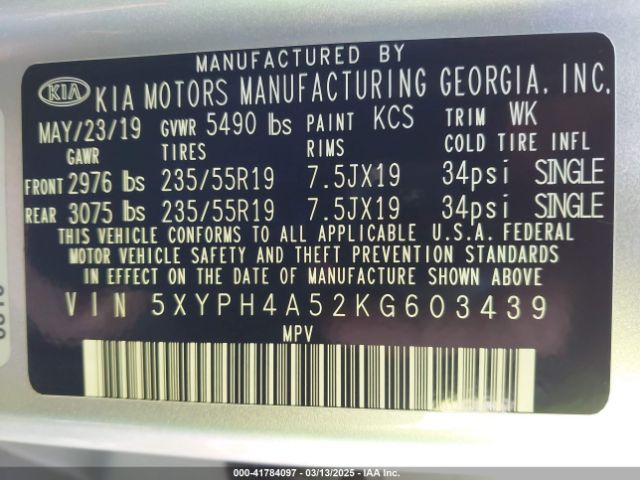 MANUFACTURED BY
KIA KIA MOTORS MANUFACTURING GEORGIA, INC.
MAY/23/19 GVWR 5490 lbs PAINT KCS TRIM WK
GAWR TIRES RIMS COLD TIRE INFL
FRONT 2976 lbs 235/55R19 7.5JX19 34psi SINGLE
REAR 3075 lbs 235/55R19 7.5JX19 34psi SINGLE
THIS VEHICLE CONFORMS TO ALL APPLICABLE U.S.A. FEDERAL
MOTOR VEHICLE SAFETY AND THEFT PREVENTION STANDARDS
IN EFFECT ON THE DATE OF MANUFACTURE SHOWN ABOVE
VIN 5XYPH4A52KG603439
MPV
000-41784097 - 03/13/2025 - IAA Inc.